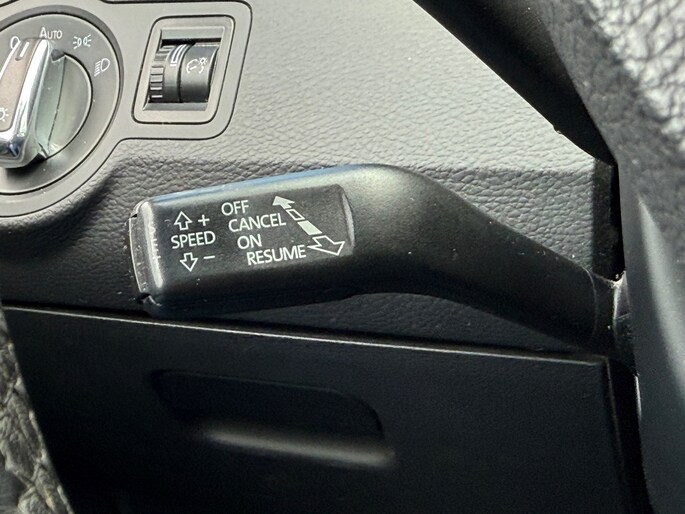 AUTO
+
SPEED
−
OFF
CANCEL
ON
RESUME